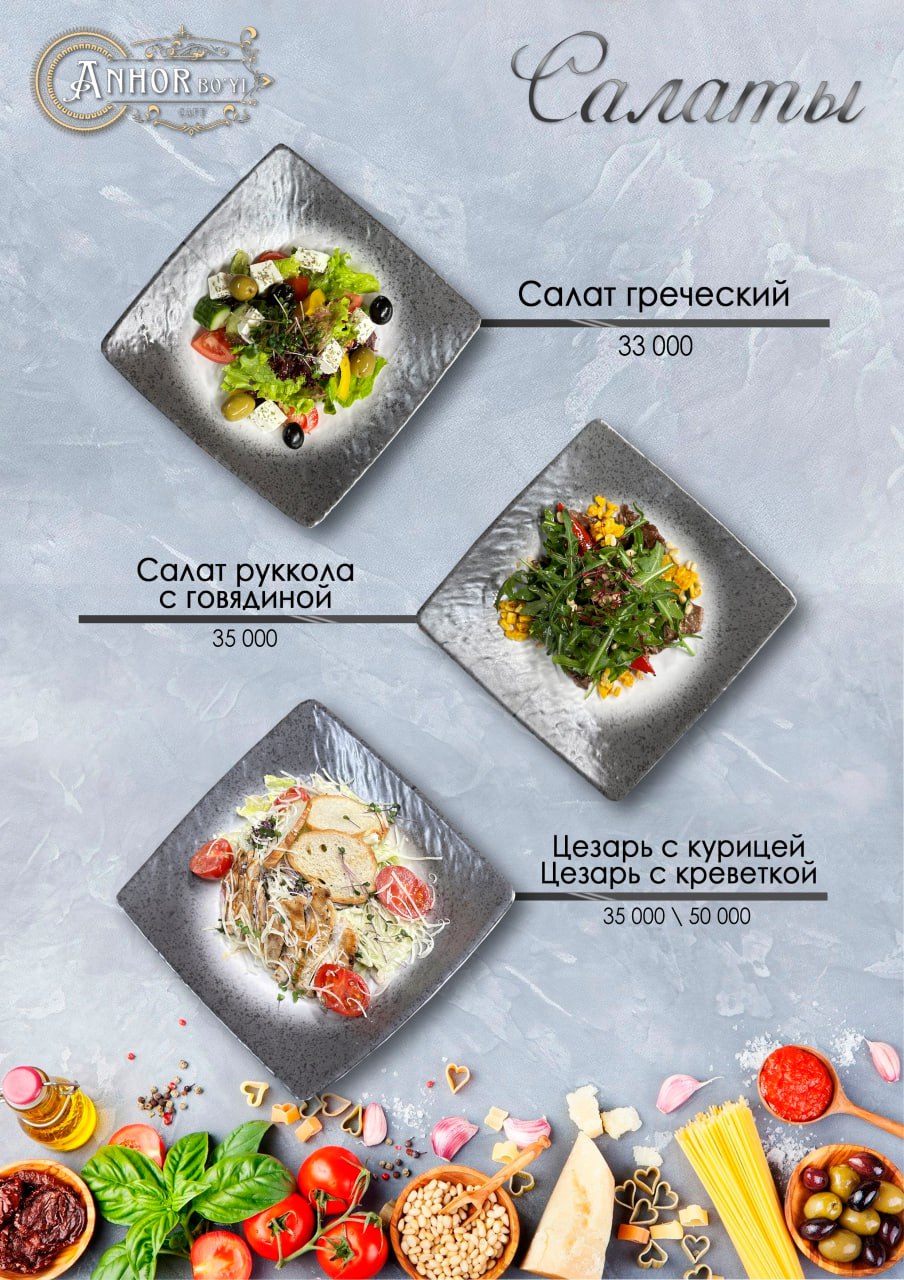 ANHOR BO'YI
CAFE
Салаты
Салат греческий
33 000
Салат руккола
с говядиной
35 000
Цезарь с курицей
Цезарь с креветкой
35 000 \ 50 000